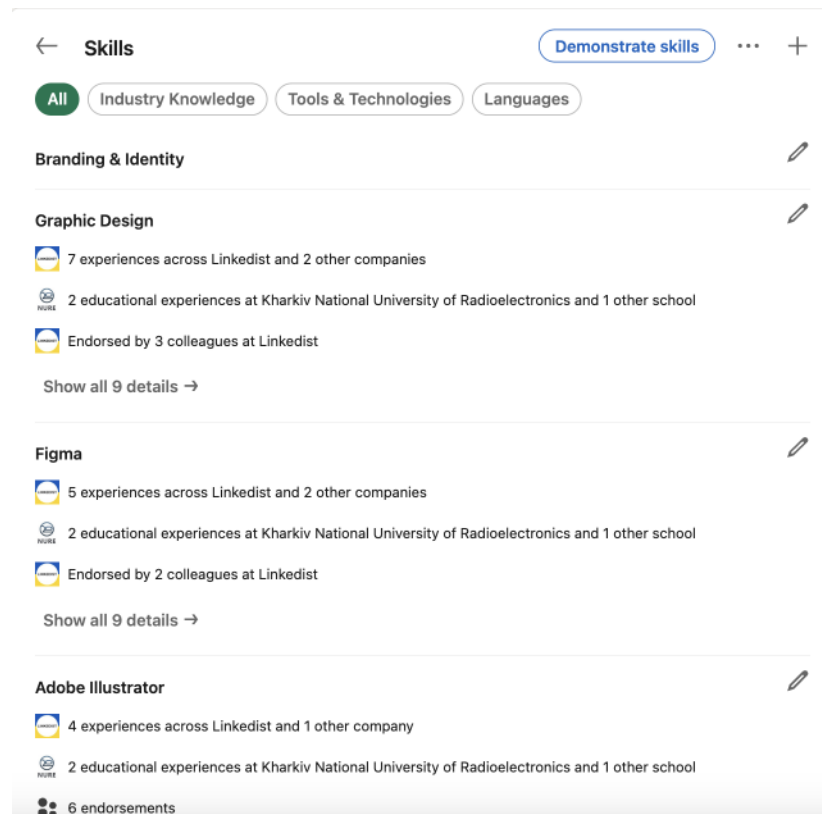 Skills
Demonstrate skills
All
Industry Knowledge
Tools & Technologies
Languages
Branding & Identity
Graphic Design
7 experiences across Linkedist and 2 other companies
NURE
2 educational experiences at Kharkiv National University of Radioelectronics and 1 other school
Endorsed by 3 colleagues at Linkedist
Show all 9 details →
Figma
5 experiences across Linkedist and 2 other companies
NURE
2 educational experiences at Kharkiv National University of Radioelectronics and 1 other school
Endorsed by 2 colleagues at Linkedist
Show all 9 details →
Adobe Illustrator
4 experiences across Linkedist and 1 other company
NURE
2 educational experiences at Kharkiv National University of Radioelectronics and 1 other school
6 endorsements